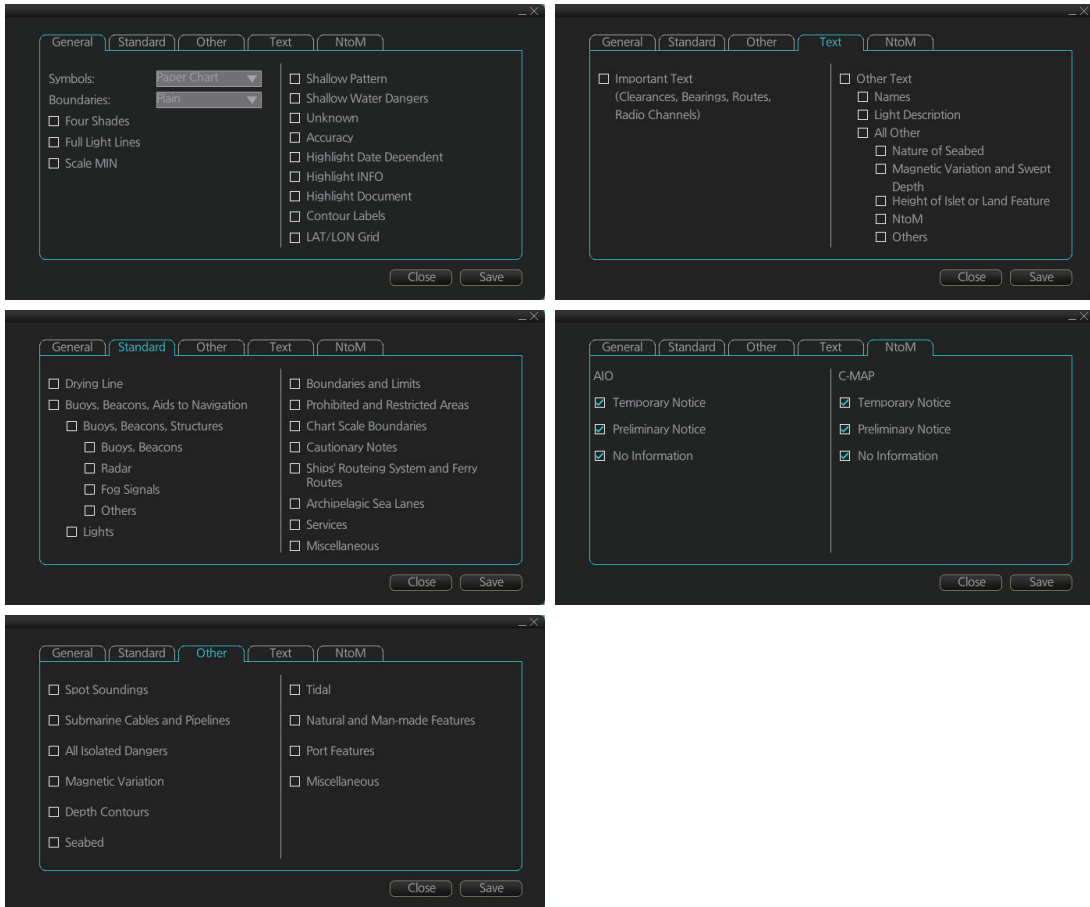 General Standard Other Text NtoM
Symbols: Paper Chart
Boundaries: Plain
Four Shades
Full Light Lines
Scale MIN
Shallow Pattern
Shallow Water Dangers
Unknown
Accuracy
Highlight Date Dependent
Highlight INFO
Highlight Document
Contour Labels
LAT/LON Grid
Close Save
General Standard Other Text NtoM
Important Text
(Clearances, Bearings, Routes,
Radio Channels)
Other Text
Names
Light Description
All Other
Nature of Seabed
Magnetic Variation and Swept
Depth
Height of Islet or Land Feature
NtoM
Others
Close Save
General Standard Other Text NtoM
Drying Line
Buoys, Beacons, Aids to Navigation
Buoys, Beacons, Structures
Buoys, Beacons
Radar
Fog Signals
Others
Lights
Boundaries and Limits
Prohibited and Restricted Areas
Chart Scale Boundaries
Cautionary Notes
Ships' Routeing System and Ferry
Routes
Archipelagic Sea Lanes
Services
Miscellaneous
Close Save
General Standard Other Text NtoM
AIO
Temporary Notice
Preliminary Notice
No Information
C-MAP
Temporary Notice
Preliminary Notice
No Information
Close Save
General Standard Other Text NtoM
Spot Soundings
Submarine Cables and Pipelines
All Isolated Dangers
Magnetic Variation
Depth Contours
Seabed
Tidal
Natural and Man-made Features
Port Features
Miscellaneous
Close Save